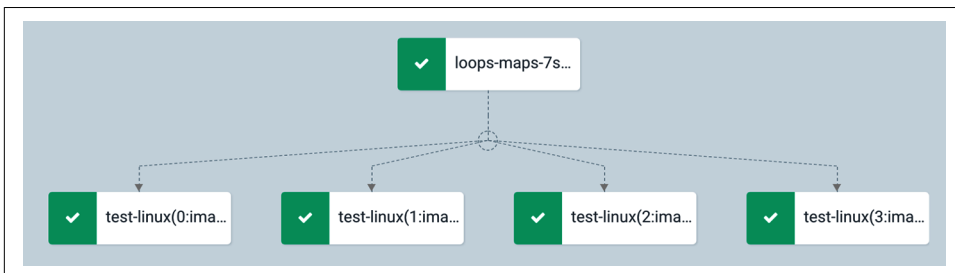 loops-maps-7s...
test-linux(0:ima...
test-linux(1:ima...
test-linux(2:ima...
test-linux(3:ima...